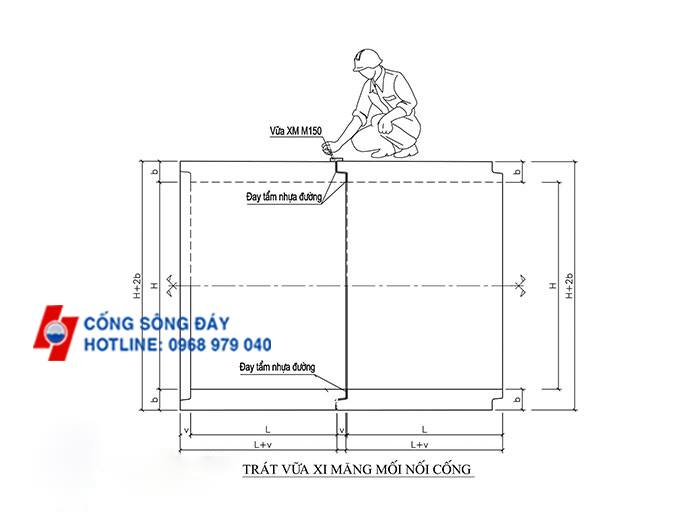 Vữa XM M150
b
b
Đay tẩm nhựa đường
H+2b
H
H
H+2b
CỐNG SÔNG ĐÁY
HOTLINE: 0968 979 040
Đay tẩm nhựa đường
b
b
v
L
v
L
L+v
L+v
TRÁT VỮA XI MĂNG MỐI NỐI CỐNG